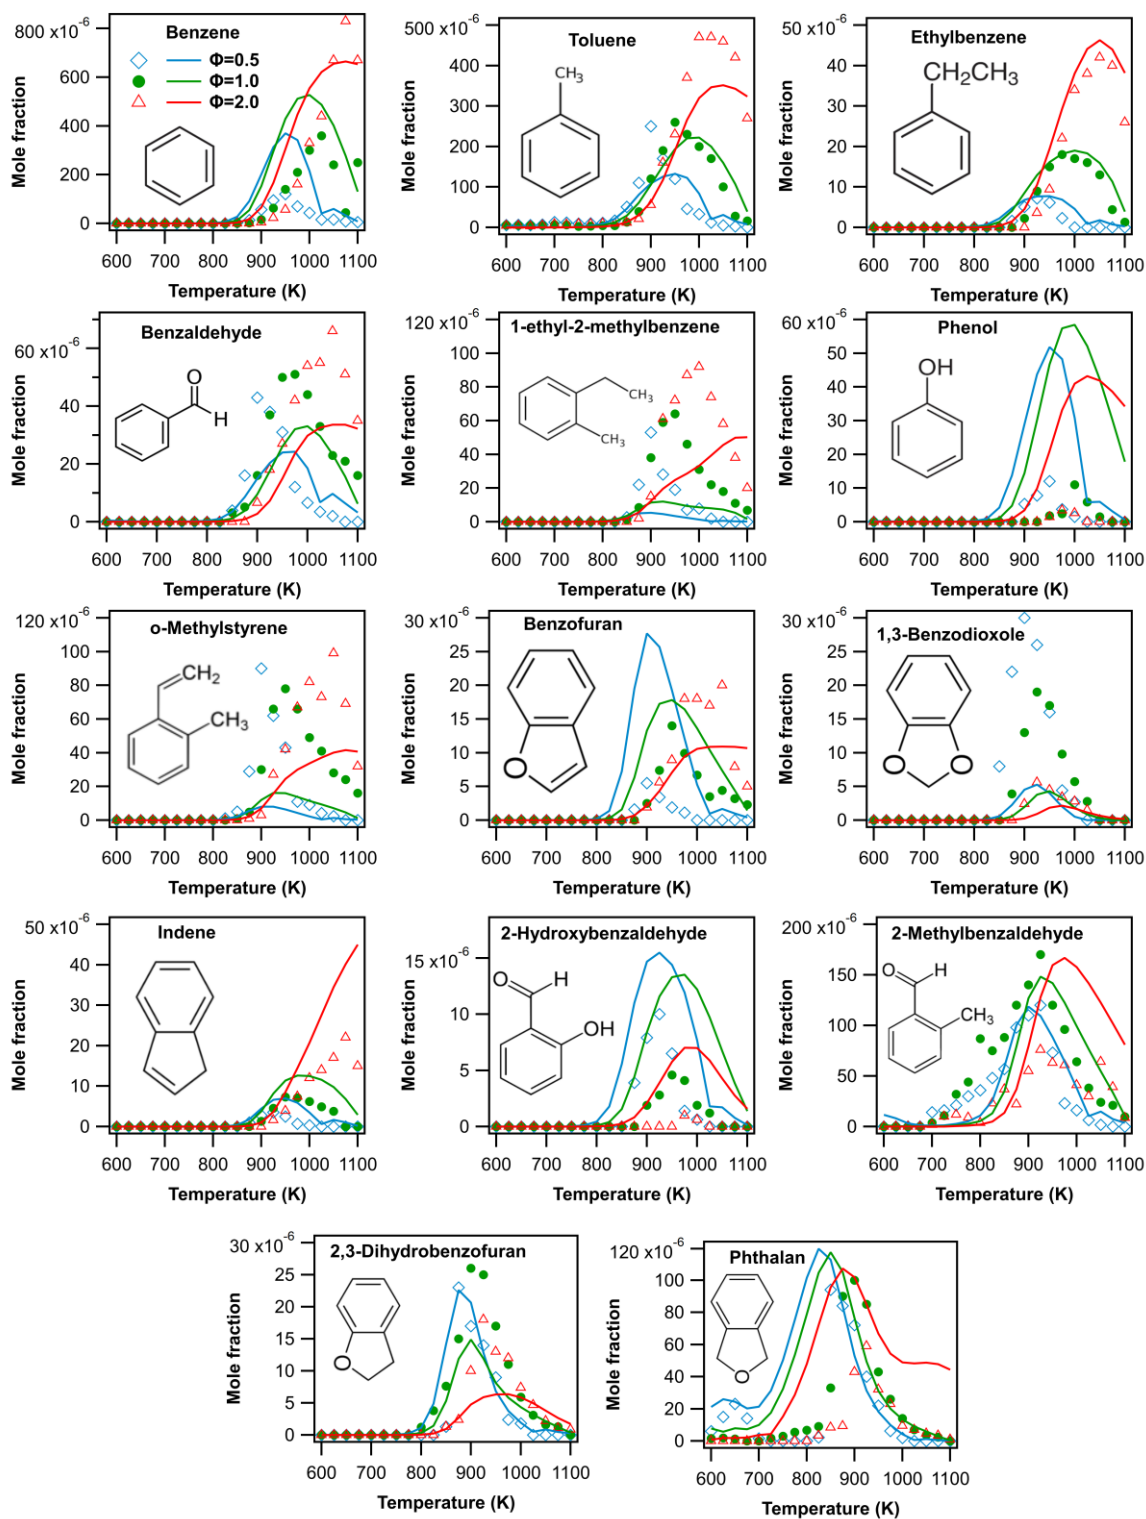 Benzene
Φ=0.5
Φ=1.0
Φ=2.0
800 x10⁻⁶
600
400
200
0
Mole fraction
600 700 800 900 1000 1100
Temperature (K)
Toluene
CH₃
500 x10⁻⁶
400
300
200
100
0
Mole fraction
600 700 800 900 1000 1100
Temperature (K)
Ethylbenzene
CH₂CH₃
50 x10⁻⁶
40
30
20
10
0
Mole fraction
600 700 800 900 1000 1100
Temperature (K)
Benzaldehyde
O
H
60 x10⁻⁶
40
20
0
Mole fraction
600 700 800 900 1000 1100
Temperature (K)
1-ethyl-2-methylbenzene
CH₃
CH₃
120 x10⁻⁶
100
80
60
40
20
0
Mole fraction
600 700 800 900 1000 1100
Temperature (K)
Phenol
OH
60 x10⁻⁶
50
40
30
20
10
0
Mole fraction
600 700 800 900 1000 1100
Temperature (K)
o-Methylstyrene
CH₂
CH₃
120 x10⁻⁶
100
80
60
40
20
0
Mole fraction
600 700 800 900 1000 1100
Temperature (K)
Benzofuran
O
30 x10⁻⁶
25
20
15
10
5
0
Mole fraction
600 700 800 900 1000 1100
Temperature (K)
1,3-Benzodioxole
O O
30 x10⁻⁶
25
20
15
10
5
0
Mole fraction
600 700 800 900 1000 1100
Temperature (K)
Indene
50 x10⁻⁶
40
30
20
10
0
Mole fraction
600 700 800 900 1000 1100
Temperature (K)
2-Hydroxybenzaldehyde
O H
OH
15 x10⁻⁶
10
5
0
Mole fraction
600 700 800 900 1000 1100
Temperature (K)
2-Methylbenzaldehyde
O H
CH₃
200 x10⁻⁶
150
100
50
0
Mole fraction
600 700 800 900 1000 1100
Temperature (K)
2,3-Dihydrobenzofuran
O
30 x10⁻⁶
25
20
15
10
5
0
Mole fraction
600 700 800 900 1000 1100
Temperature (K)
Phthalan
O
120 x10⁻⁶
100
80
60
40
20
0
Mole fraction
600 700 800 900 1000 1100
Temperature (K)